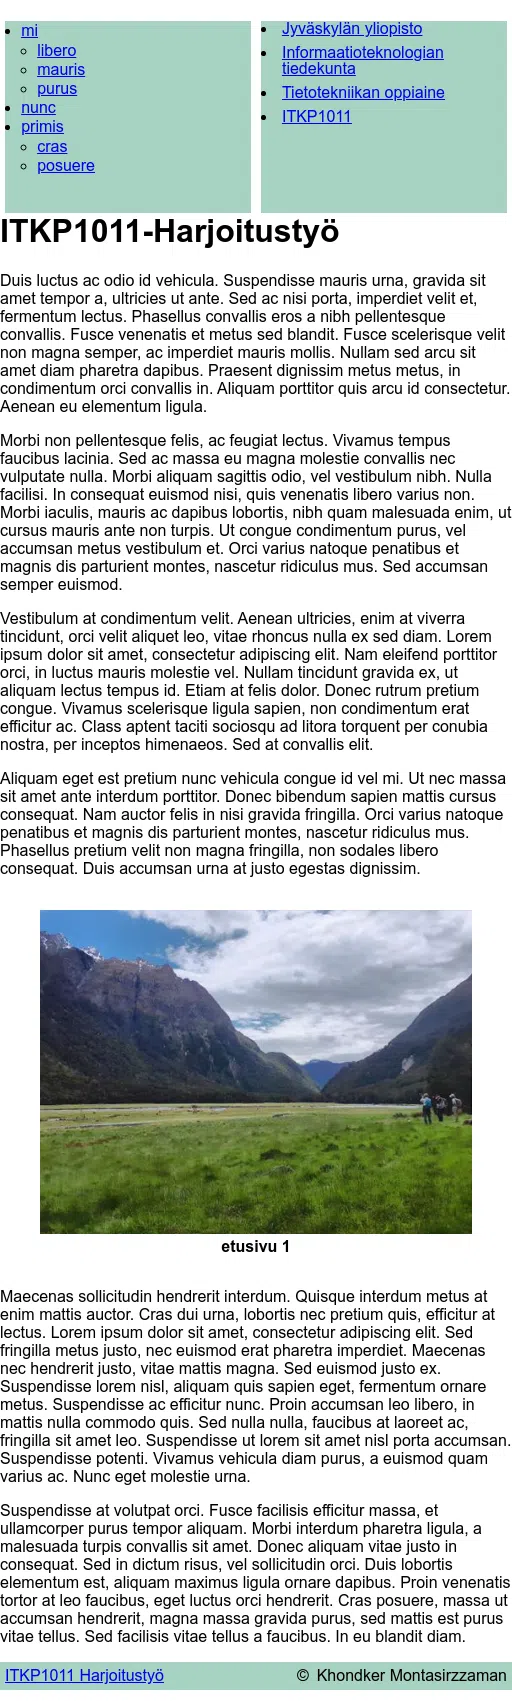 mi
libero
mauris
purus
nunc
primis
cras
posuere
Jyväskylän yliopisto
Informaatioteknologian
tiedekunta
Tietotekniikan oppiaine
ITKP1011
ITKP1011-Harjoitustyö
Duis luctus ac odio id vehicula. Suspendisse mauris urna, gravida sit
amet tempor a, ultricies ut ante. Sed ac nisi porta, imperdiet velit et,
fermentum lectus. Phasellus convallis eros a nibh pellentesque
convallis. Fusce venenatis et metus sed blandit. Fusce scelerisque velit
non magna semper, ac imperdiet mauris mollis. Nullam sed arcu sit
amet diam pharetra dapibus. Praesent dignissim metus metus, in
condimentum orci convallis in. Aliquam porttitor quis arcu id consectetur.
Aenean eu elementum ligula.
Morbi non pellentesque felis, ac feugiat lectus. Vivamus tempus
faucibus lacinia. Sed ac massa eu magna molestie convallis nec
vulputate nulla. Morbi aliquam sagittis odio, vel vestibulum nibh. Nulla
facilisi. In consequat euismod nisi, quis venenatis libero varius non.
Morbi iaculis, mauris ac dapibus lobortis, nibh quam malesuada enim, ut
cursus mauris ante non turpis. Ut congue condimentum purus, vel
accumsan metus vestibulum et. Orci varius natoque penatibus et
magnis dis parturient montes, nascetur ridiculus mus. Sed accumsan
semper euismod.
Vestibulum at condimentum velit. Aenean ultricies, enim at viverra
tincidunt, orci velit aliquet leo, vitae rhoncus nulla ex sed diam. Lorem
ipsum dolor sit amet, consectetur adipiscing elit. Nam eleifend porttitor
orci, in luctus mauris molestie vel. Nullam tincidunt gravida ex, ut
aliquam lectus tempus id. Etiam at felis dolor. Donec rutrum pretium
congue. Vivamus scelerisque ligula sapien, non condimentum erat
efficitur ac. Class aptent taciti sociosqu ad litora torquent per conubia
nostra, per inceptos himenaeos. Sed at convallis elit.
Aliquam eget est pretium nunc vehicula congue id vel mi. Ut nec massa
sit amet ante interdum porttitor. Donec bibendum sapien mattis cursus
consequat. Nam auctor felis in nisi gravida fringilla. Orci varius natoque
penatibus et magnis dis parturient montes, nascetur ridiculus mus.
Phasellus pretium velit non magna fringilla, non sodales libero
consequat. Duis accumsan urna at justo egestas dignissim.
etusivu 1
Maecenas sollicitudin hendrerit interdum. Quisque interdum metus at
enim mattis auctor. Cras dui urna, lobortis nec pretium quis, efficitur at
lectus. Lorem ipsum dolor sit amet, consectetur adipiscing elit. Sed
fringilla metus justo, nec euismod erat pharetra imperdiet. Maecenas
nec hendrerit justo, vitae mattis magna. Sed euismod justo ex.
Suspendisse lorem nisl, aliquam quis sapien eget, fermentum ornare
metus. Suspendisse ac efficitur nunc. Proin accumsan leo libero, in
mattis nulla commodo quis. Sed nulla nulla, faucibus at laoreet ac,
fringilla sit amet leo. Suspendisse ut lorem sit amet nisl porta accumsan.
Suspendisse potenti. Vivamus vehicula diam purus, a euismod quam
varius ac. Nunc eget molestie urna.
Suspendisse at volutpat orci. Fusce facilisis efficitur massa, et
ullamcorper purus tempor aliquam. Morbi interdum pharetra ligula, a
malesuada turpis convallis sit amet. Donec aliquam vitae justo in
consequat. Sed in dictum risus, vel sollicitudin orci. Duis lobortis
elementum est, aliquam maximus ligula ornare dapibus. Proin venenatis
tortor at leo faucibus, eget luctus orci hendrerit. Cras posuere, massa ut
accumsan hendrerit, magna massa gravida purus, sed mattis est purus
vitae tellus. Sed facilisis vitae tellus a faucibus. In eu blandit diam.
ITKP1011 Harjoitustyö
© Khondker Montasirzzaman